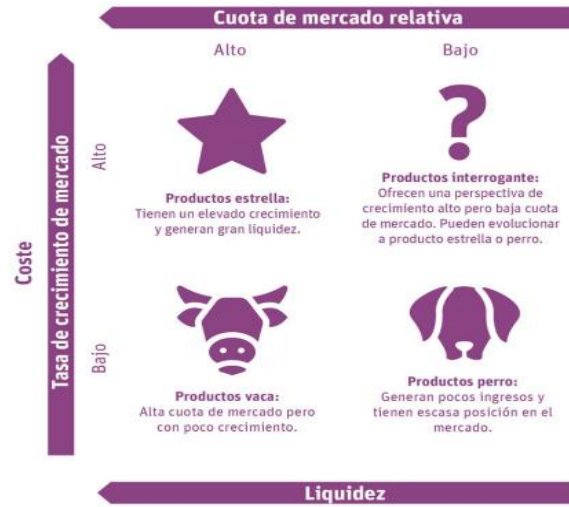 Cuota de mercado relativa
Alto
Bajo
Coste
Tasa de crecimiento de mercado
Alto
?
Productos estrella:
Tienen un elevado crecimiento
y generan gran liquidez.
Productos interrogante:
Ofrecen una perspectiva de
crecimiento alto pero baja cuota
de mercado. Pueden evolucionar
a producto estrella o perro.
Bajo
Productos vaca:
Alta cuota de mercado pero
con poco crecimiento.
Productos perro:
Generan pocos ingresos y
tienen escasa posición en el
mercado.
Liquidez